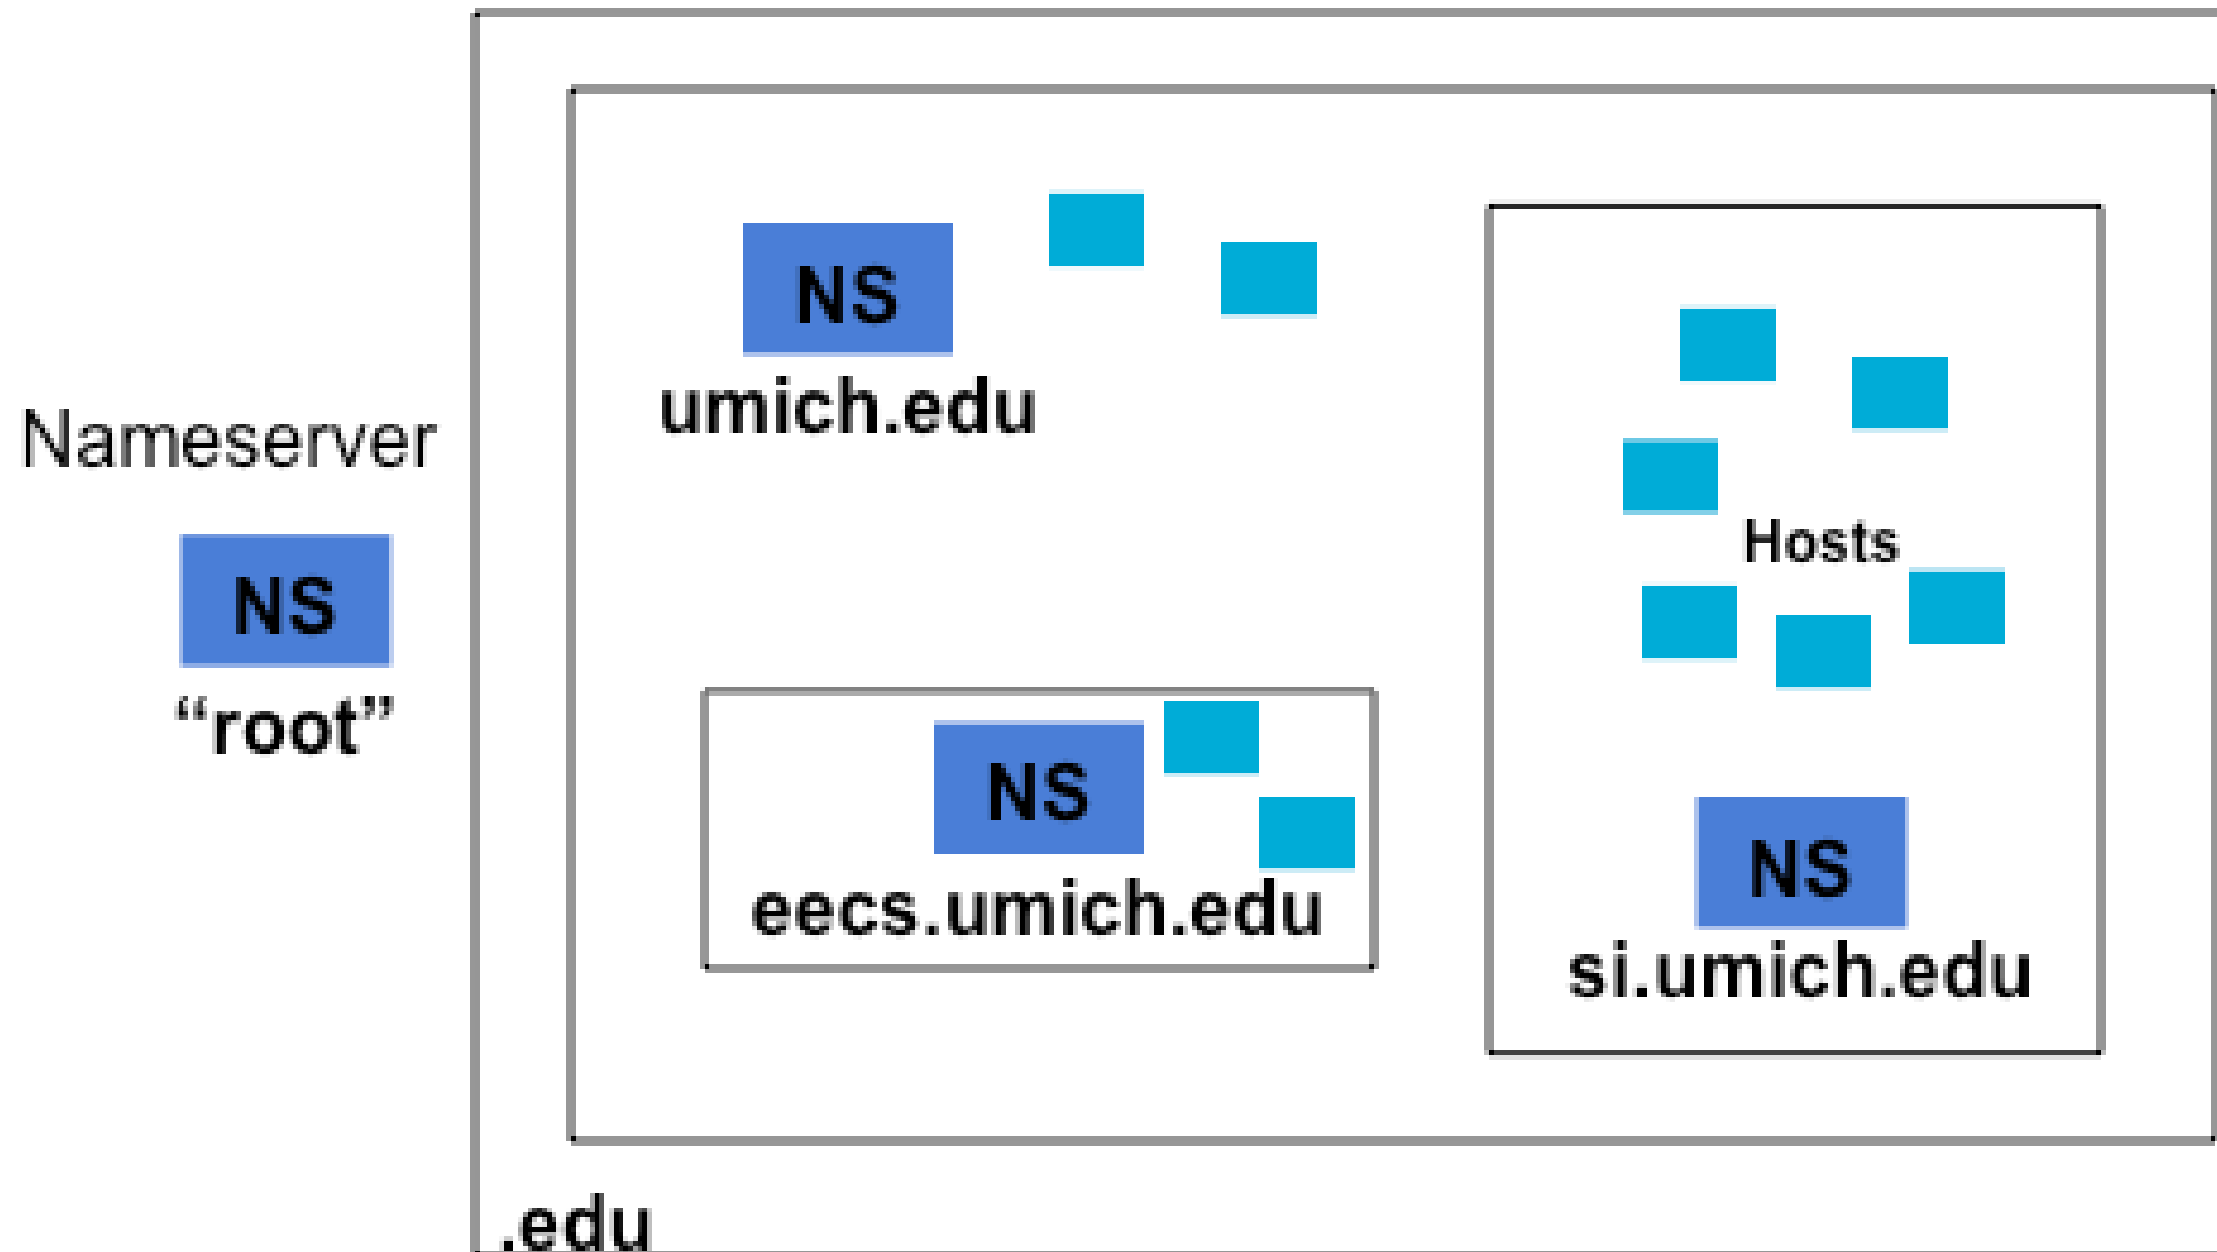 Nameserver
NS
“root”
NS
umich.edu
Hosts
NS
eecs.umich.edu
NS
si.umich.edu
.edu